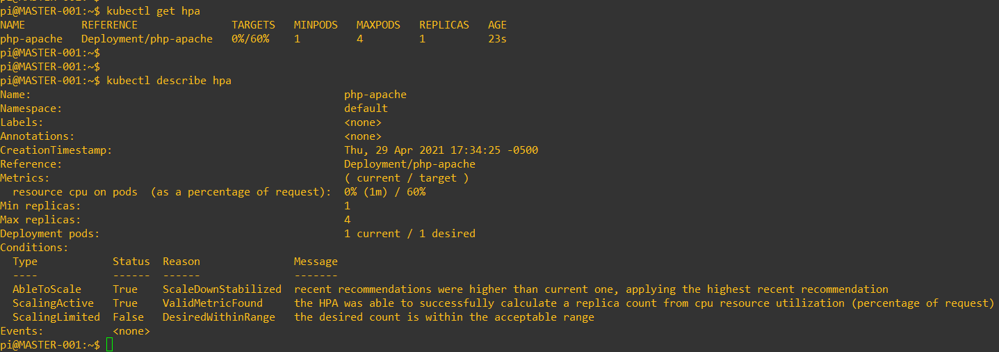 pi@MASTER-001:~$
pi@MASTER-001:~$ kubectl get hpa
NAME         REFERENCE               TARGETS   MINPODS   MAXPODS   REPLICAS   AGE
php-apache   Deployment/php-apache   0%/60%    1         4         1          23s
pi@MASTER-001:~$
pi@MASTER-001:~$
pi@MASTER-001:~$ kubectl describe hpa
Name:                                                  php-apache
Namespace:                                             default
Labels:                                                <none>
Annotations:                                           <none>
CreationTimestamp:                                     Thu, 29 Apr 2021 17:34:25 -0500
Reference:                                             Deployment/php-apache
Metrics:                                               ( current / target )
  resource cpu on pods  (as a percentage of request):  0% (1m) / 60%
Min replicas:                                          1
Max replicas:                                          4
Deployment pods:                                       1 current / 1 desired
Conditions:
  Type            Status  Reason              Message
  ----            ------  ------              -------
  AbleToScale     True    ScaleDownStabilized  recent recommendations were higher than current one, applying the highest recent recommendation
  ScalingActive   True    ValidMetricFound    the HPA was able to successfully calculate a replica count from cpu resource utilization (percentage of request)
  ScalingLimited  False   DesiredWithinRange  the desired count is within the acceptable range
Events:           <none>
pi@MASTER-001:~$